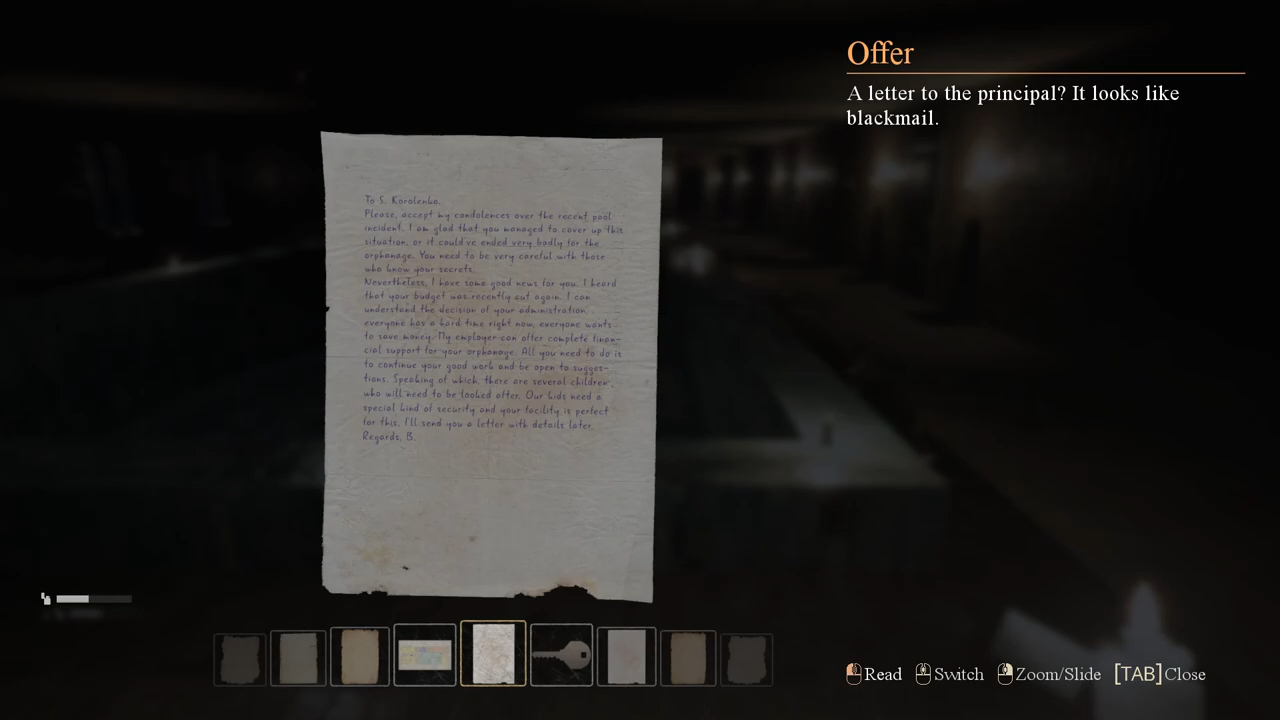 Offer
A letter to the principal? It looks like
blackmail.
To S. Korolenko.
Please, accept my condolences over the recent pool
incident. I am glad that you managed to cover up this
situation, or it could've ended very badly for the
orphanage. You need to be very careful with those
who know your secrets.
Nevertheless, I have some good news for you. I heard
that your budget was recently cut again. I can
understand the decision of your administration,
everyone has a hard time right now, everyone wants
to save money. My employer can offer complete finan-
cial support for your orphanage. All you need to do is
to continue your good work and be open to sugges-
tions. Speaking of which, there are several children,
who will need to be looked after. Our kids need a
special kind of security and your facility is perfect
for this. I'll send you a letter with details later.
Regards, B.
Read
Switch
Zoom/Slide
[TAB] Close